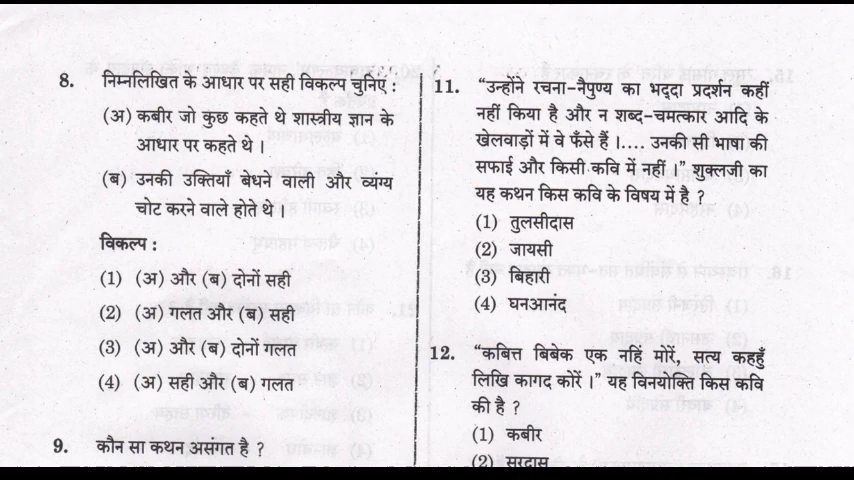 8. निम्नलिखित के आधार पर सही विकल्प चुनिए :
(अ) कबीर जो कुछ कहते थे शास्त्रीय ज्ञान के
आधार पर कहते थे ।
(ब) उनकी उक्तियाँ बेधने वाली और व्यंग्य
चोट करने वाले होते थे ।
विकल्प :
(1) (अ) और (ब) दोनों सही
(2) (अ) गलत और (ब) सही
(3) (अ) और (ब) दोनों गलत
(4) (अ) सही और (ब) गलत
9. कौन सा कथन असंगत है ?
11. “उन्होंने रचना-नैपुण्य का भद्दा प्रदर्शन कहीं
नहीं किया है और न शब्द-चमत्कार आदि के
खेलवाड़ों में वे फँसे हैं ।.... उनकी सी भाषा की
सफाई और किसी कवि में नहीं ।” शुक्लजी का
यह कथन किस कवि के विषय में है ?
(1) तुलसीदास
(2) जायसी
(3) बिहारी
(4) घनआनंद
12. “कबित्त बिबेक एक नहिं मोरें, सत्य कहहुँ
लिखि कागद कोरें ।” यह विनयोक्ति किस कवि
की है ?
(1) कबीर
(2) सूरदास